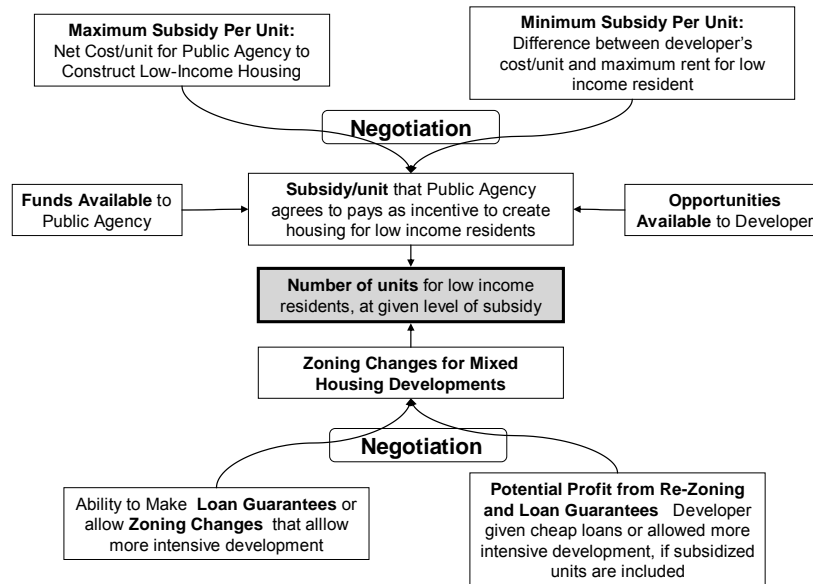 Maximum Subsidy Per Unit:
Net Cost/unit for Public Agency to
Construct Low-Income Housing
Minimum Subsidy Per Unit:
Difference between developer's
cost/unit and maximum rent for low
income resident
Negotiation
Funds Available to
Public Agency
Subsidy/unit that Public Agency
agrees to pays as incentive to create
housing for low income residents
Opportunities
Available to Developer
Number of units for low income
residents, at given level of subsidy
Zoning Changes for Mixed
Housing Developments
Negotiation
Ability to Make Loan Guarantees or
allow Zoning Changes that alllow
more intensive development
Potential Profit from Re-Zoning
and Loan Guarantees Developer
given cheap loans or allowed more
intensive development, if subsidized
units are included